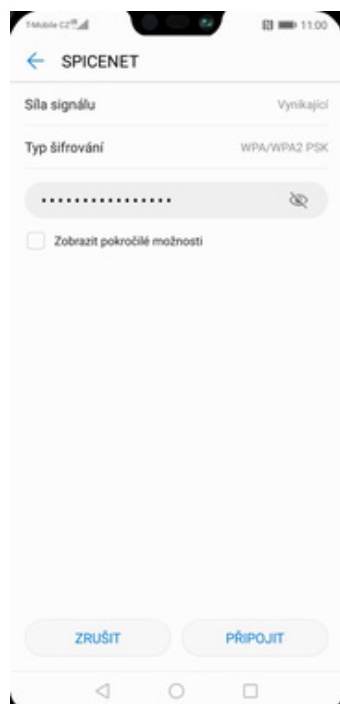 T-Mobile CZ 11:00
SPICENET
Síla signálu Vynikající
Typ šifrování WPA/WPA2 PSK
Zobrazit pokročilé možnosti
ZRUŠIT PŘIPOJIT